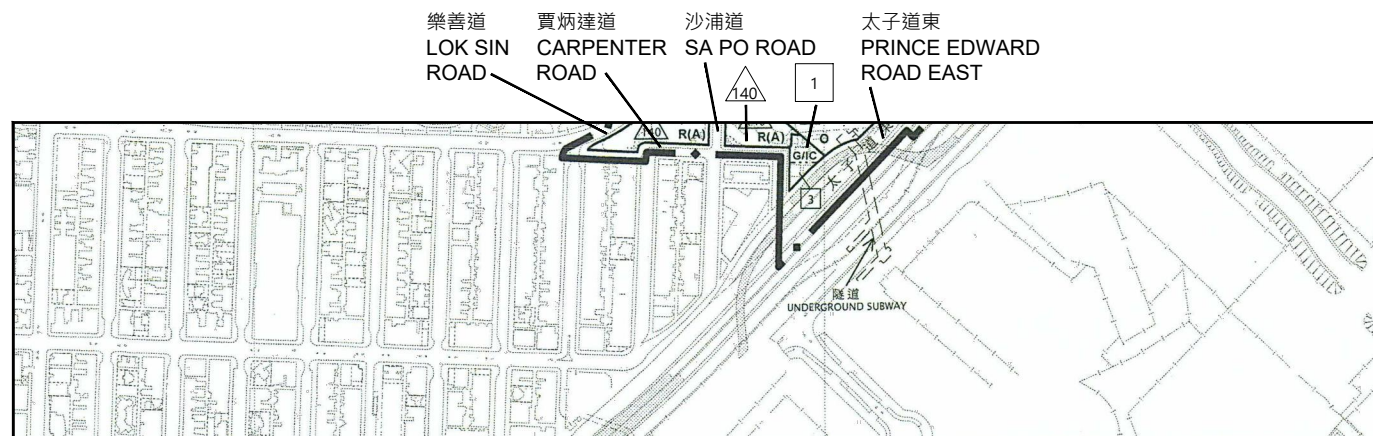 樂善道
LOK SIN
ROAD
賈炳達道
CARPENTER
ROAD
沙浦道
SA PO ROAD
140
1
太子道東
PRINCE EDWARD
ROAD EAST
140
R(A)
R(A)
O
G/IC
3
太子道
隧道
UNDERGROUND SUBWAY